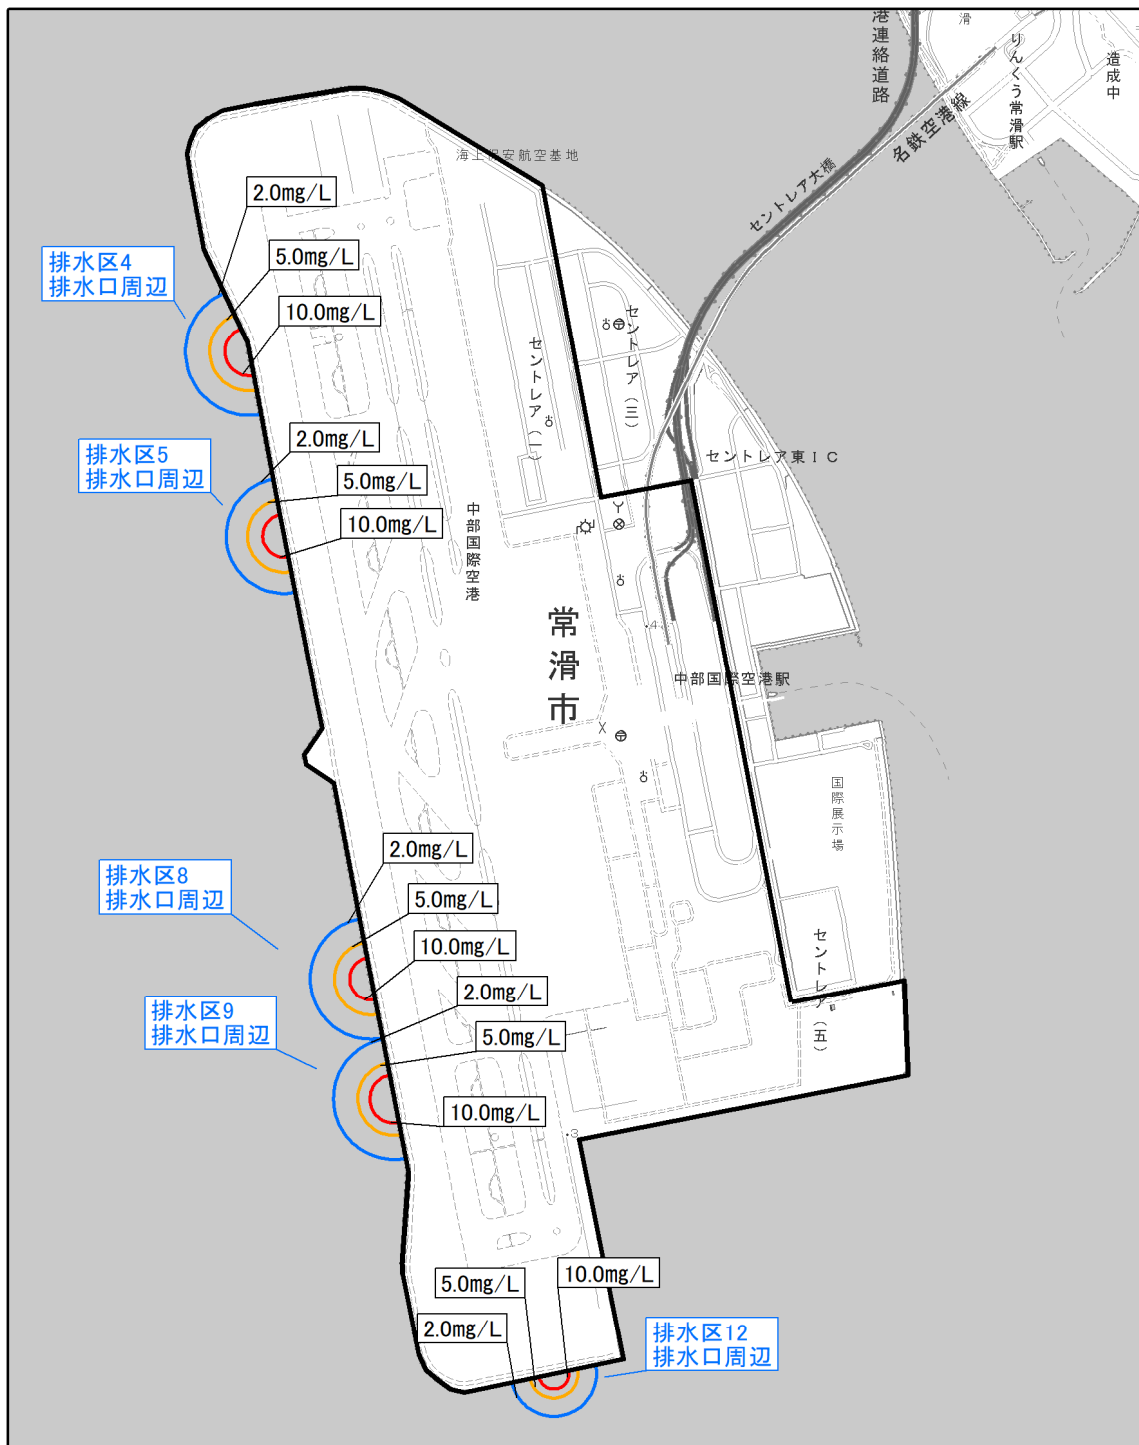 港連絡道路
滑
りんくう常滑駅
造成中
名鉄空港線
セントレア大橋
海上保安航空基地
2.0mg/L
5.0mg/L
10.0mg/L
排水区4
排水口周辺
セントレア（一）
セントレア（三）
セントレア東IC
2.0mg/L
5.0mg/L
10.0mg/L
排水区5
排水口周辺
中部国際空港
常滑市
・4
中部国際空港駅
国際展示場
2.0mg/L
5.0mg/L
10.0mg/L
排水区8
排水口周辺
セントレア（五）
2.0mg/L
5.0mg/L
10.0mg/L
排水区9
排水口周辺
・3
10.0mg/L
5.0mg/L
2.0mg/L
排水区12
排水口周辺